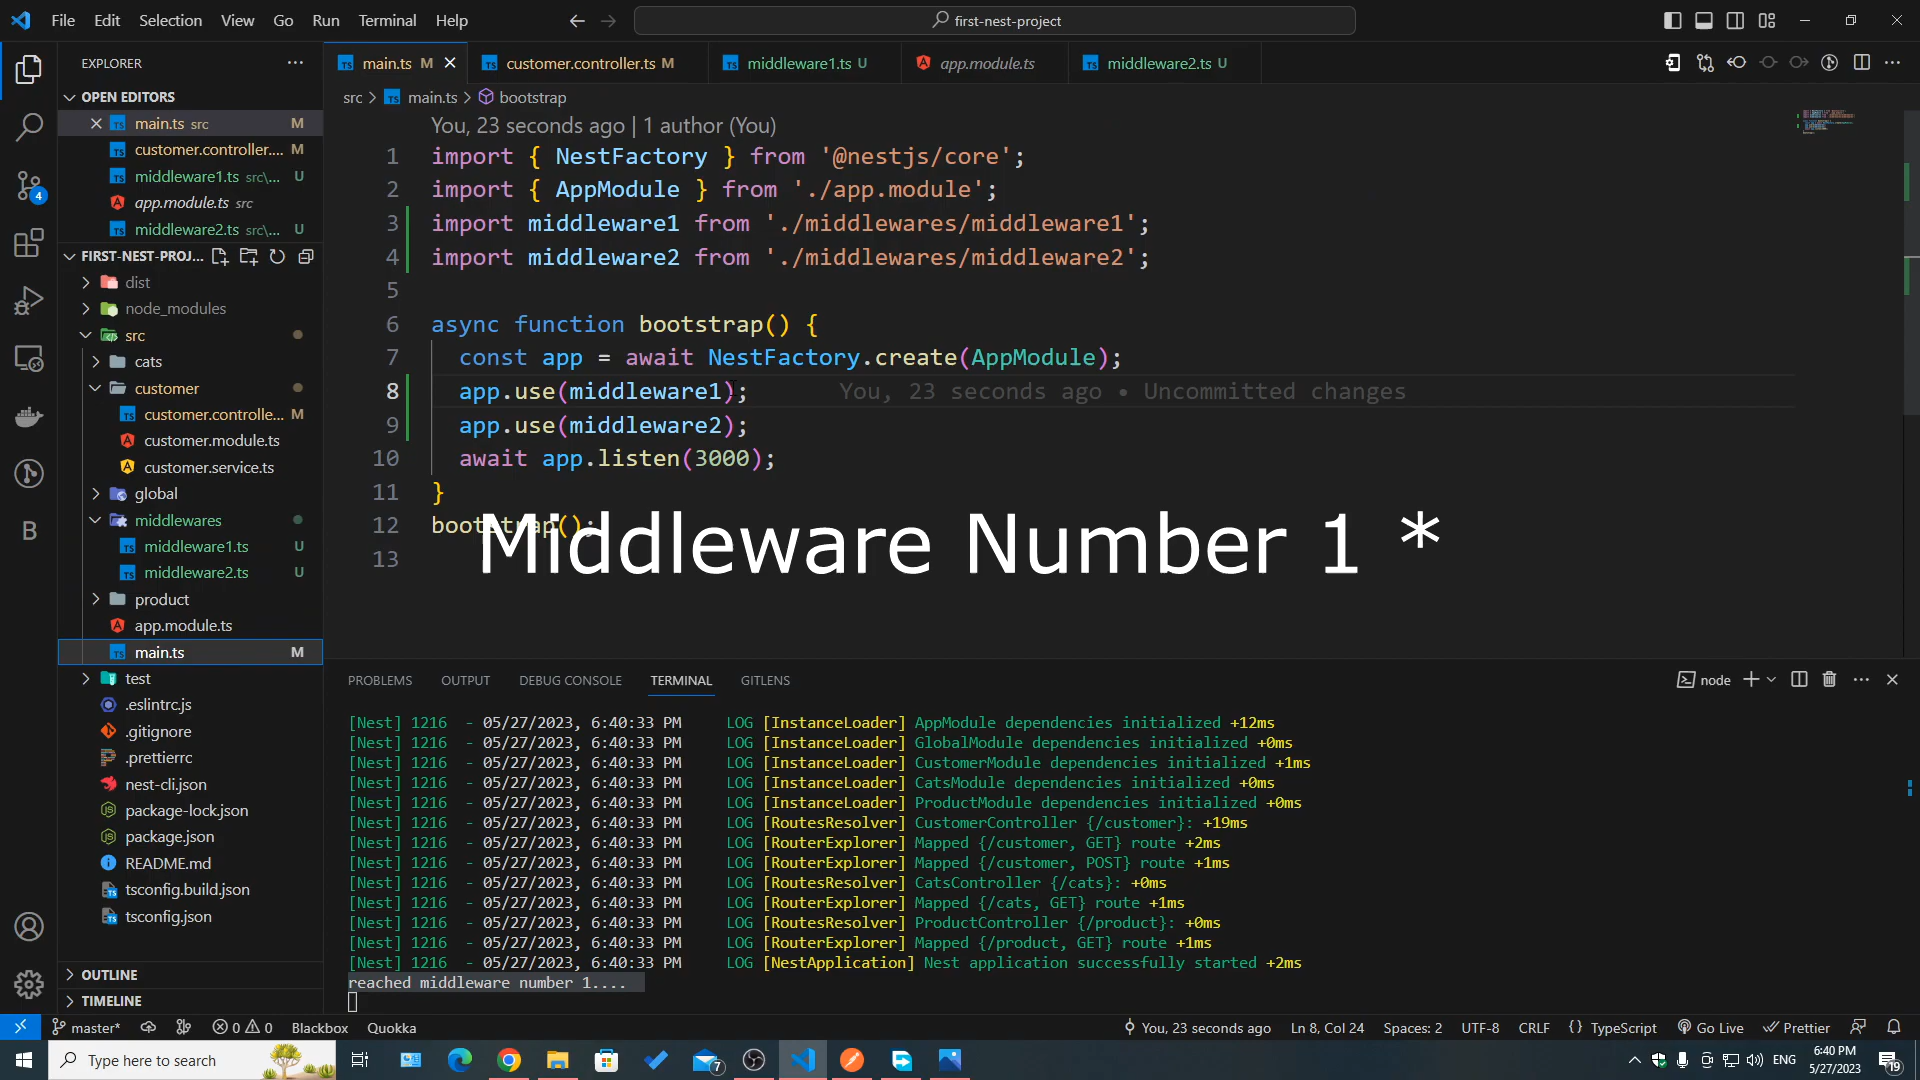 File Edit Selection View Go Run Terminal Help
first-nest-project
EXPLORER
main.ts M
customer.controller.ts M
middleware1.ts U
app.module.ts
middleware2.ts U
OPEN EDITORS
main.ts src M
customer.controller.... M
middleware1.ts src\... U
app.module.ts src
middleware2.ts src\... U
FIRST-NEST-PROJ...
dist
node_modules
src
cats
customer
customer.controlle... M
customer.module.ts
customer.service.ts
global
middlewares
middleware1.ts U
middleware2.ts U
product
app.module.ts
main.ts M
test
.eslintrc.js
.gitignore
.prettierrc
nest-cli.json
package-lock.json
package.json
README.md
tsconfig.build.json
tsconfig.json
OUTLINE
TIMELINE
src > main.ts > bootstrap
You, 23 seconds ago | 1 author (You)
1 import { NestFactory } from '@nestjs/core';
2 import { AppModule } from './app.module';
3 import middleware1 from './middlewares/middleware1';
4 import middleware2 from './middlewares/middleware2';
5
6 async function bootstrap() {
7 const app = await NestFactory.create(AppModule);
8 app.use(middleware1); You, 23 seconds ago • Uncommitted changes
9 app.use(middleware2);
10 await app.listen(3000);
11 }
12 bootstrap();
13
Middleware Number 1 *
PROBLEMS OUTPUT DEBUG CONSOLE TERMINAL GITLENS
node
[Nest] 1216 - 05/27/2023, 6:40:33 PM LOG [InstanceLoader] AppModule dependencies initialized +12ms
[Nest] 1216 - 05/27/2023, 6:40:33 PM LOG [InstanceLoader] GlobalModule dependencies initialized +0ms
[Nest] 1216 - 05/27/2023, 6:40:33 PM LOG [InstanceLoader] CustomerModule dependencies initialized +1ms
[Nest] 1216 - 05/27/2023, 6:40:33 PM LOG [InstanceLoader] CatsModule dependencies initialized +0ms
[Nest] 1216 - 05/27/2023, 6:40:33 PM LOG [InstanceLoader] ProductModule dependencies initialized +0ms
[Nest] 1216 - 05/27/2023, 6:40:33 PM LOG [RoutesResolver] CustomerController {/customer}: +19ms
[Nest] 1216 - 05/27/2023, 6:40:33 PM LOG [RouterExplorer] Mapped {/customer, GET} route +2ms
[Nest] 1216 - 05/27/2023, 6:40:33 PM LOG [RouterExplorer] Mapped {/customer, POST} route +1ms
[Nest] 1216 - 05/27/2023, 6:40:33 PM LOG [RoutesResolver] CatsController {/cats}: +0ms
[Nest] 1216 - 05/27/2023, 6:40:33 PM LOG [RouterExplorer] Mapped {/cats, GET} route +1ms
[Nest] 1216 - 05/27/2023, 6:40:33 PM LOG [RoutesResolver] ProductController {/product}: +0ms
[Nest] 1216 - 05/27/2023, 6:40:33 PM LOG [RouterExplorer] Mapped {/product, GET} route +1ms
[Nest] 1216 - 05/27/2023, 6:40:33 PM LOG [NestApplication] Nest application successfully started +2ms
reached middleware number 1....
4
B
master* 0 0 Blackbox Quokka
You, 23 seconds ago Ln 8, Col 24 Spaces: 2 UTF-8 CRLF {} TypeScript Go Live Prettier
Type here to search
7
ENG
6:40 PM
5/27/2023
19